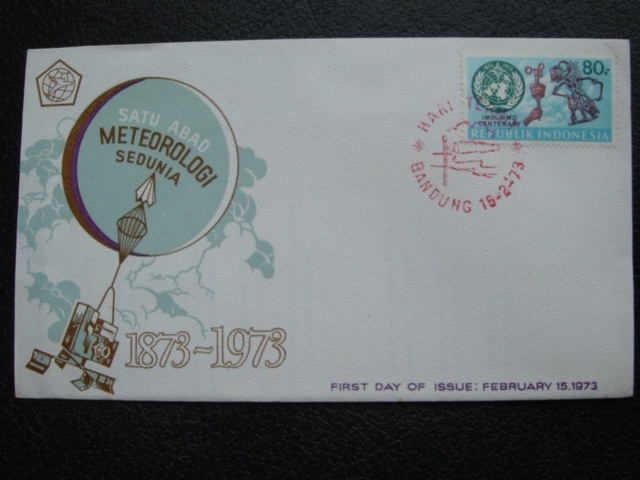 SATU ABAD
METEOROLOGI
SEDUNIA
1873~1973
80:-
IMO-WMO
CENTENARY
REPUBLIK INDONESIA
HARI
BANDUNG 15-2-73
FIRST DAY OF ISSUE: FEBRUARY 15, 1973